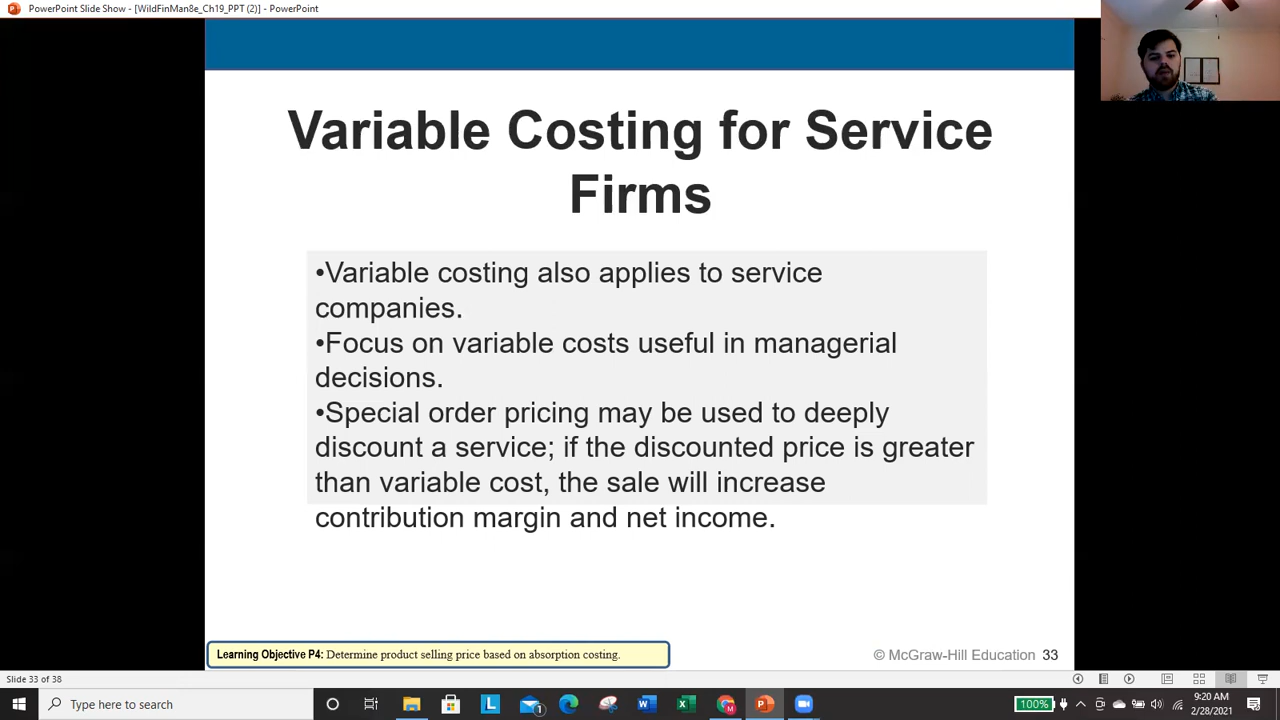 PowerPoint Slide Show - [WildFinMan8e_Ch19_PPT (2)] - PowerPoint
Variable Costing for Service
Firms
•Variable costing also applies to service
companies.
•Focus on variable costs useful in managerial
decisions.
•Special order pricing may be used to deeply
discount a service; if the discounted price is greater
than variable cost, the sale will increase
contribution margin and net income.
Learning Objective P4: Determine product selling price based on absorption costing.
© McGraw-Hill Education 33
Slide 33 of 38
Type here to search
100%
9:20 AM
2/28/2021